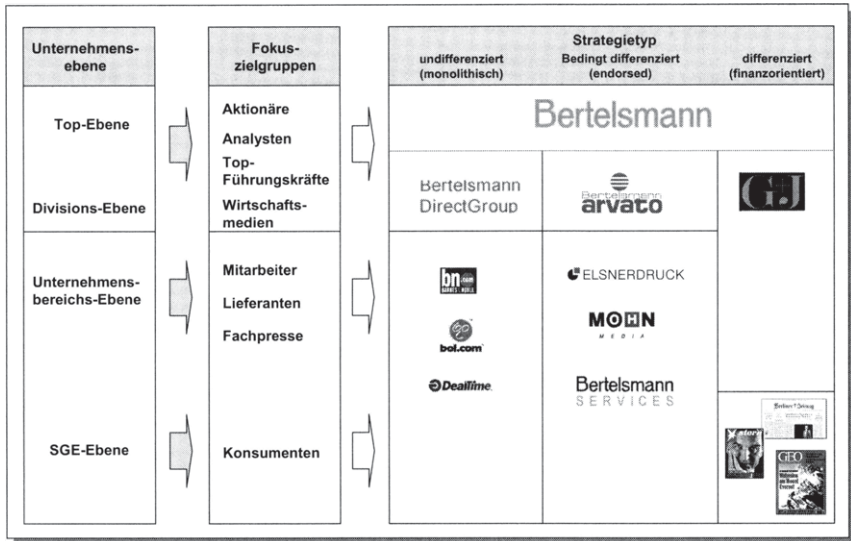 Unternehmens-
ebene
Fokus-
zielgruppen
Strategietyp
undifferenziert
(monolithisch)
Bedingt differenziert
(endorsed)
differenziert
(finanzorientiert)
Top-Ebene
Divisions-Ebene
Aktionäre
Analysten
Top-
Führungskräfte
Wirtschafts-
medien
Bertelsmann
Bertelsmann
DirectGroup
Bertelsmann
arvato
G+J
Unternehmens-
bereichs-Ebene
Mitarbeiter
Lieferanten
Fachpresse
bn.com
BARNES & NOBLE
bol.com
DealTime
ELSNERDRUCK
MOHN
MEDIA
Bertelsmann
SERVICES
SGE-Ebene
Konsumenten
Berliner Zeitung
stern
GEO